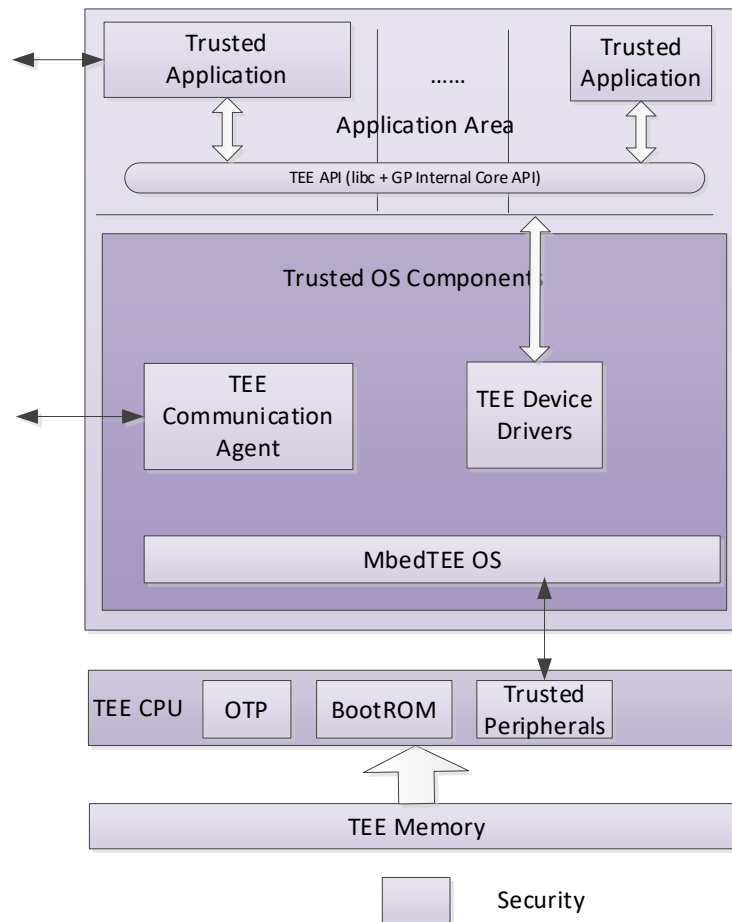 Trusted
Application
......
Trusted
Application
Application Area
TEE API (libc + GP Internal Core API)
Trusted OS Components
TEE
Communication
Agent
TEE Device
Drivers
MbedTEE OS
TEE CPU
OTP
BootROM
Trusted
Peripherals
TEE Memory
Security